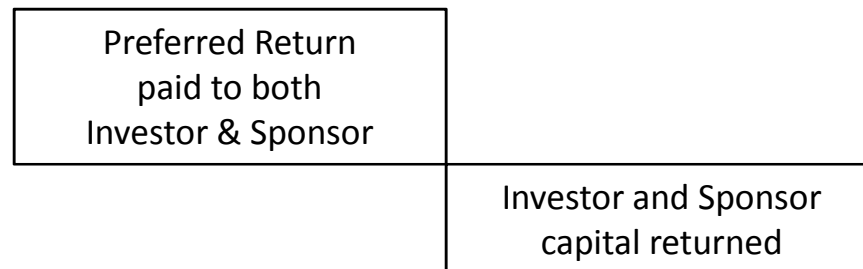 Preferred Return
paid to both
Investor & Sponsor
Investor and Sponsor
capital returned